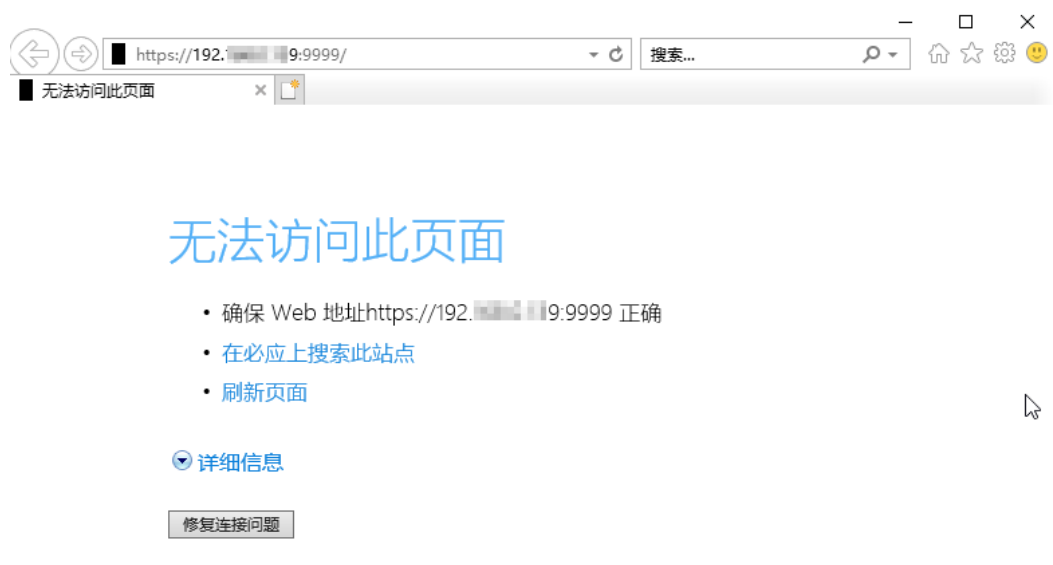 https://192. 9:9999/
搜索...
无法访问此页面
无法访问此页面
• 确保 Web 地址https://192. 9:9999 正确
• 在必应上搜索此站点
• 刷新页面
详细信息
修复连接问题